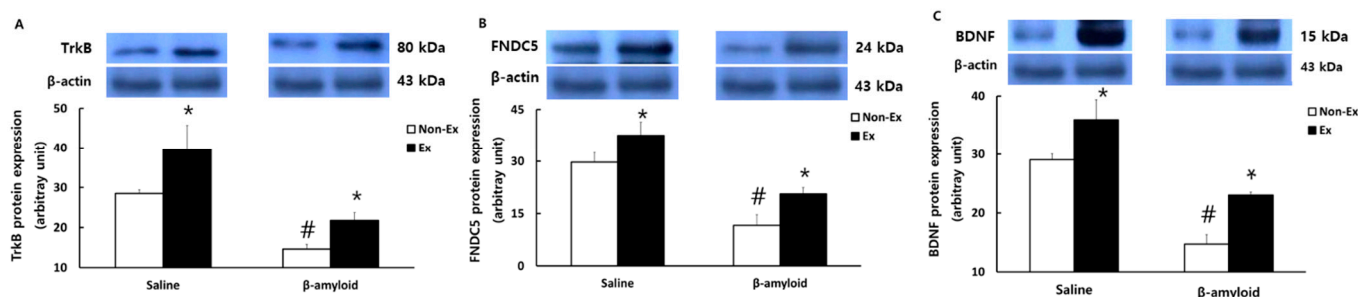 A
TrkB
80 kDa
β-actin
43 kDa
TrkB protein expression
(arbitray unit)
50
40
30
20
10
*
#
*
Non-Ex
Ex
Saline
β-amyloid
B
FNDC5
24 kDa
β-actin
43 kDa
FNDC5 protein expression
(arbitray unit)
45
30
15
0
*
#
*
Non-Ex
Ex
Saline
β-amyloid
C
BDNF
15 kDa
β-actin
43 kDa
BDNF protein expression
(arbitray unit)
40
30
20
10
*
#
*
Non-Ex
Ex
Saline
β-amyloid